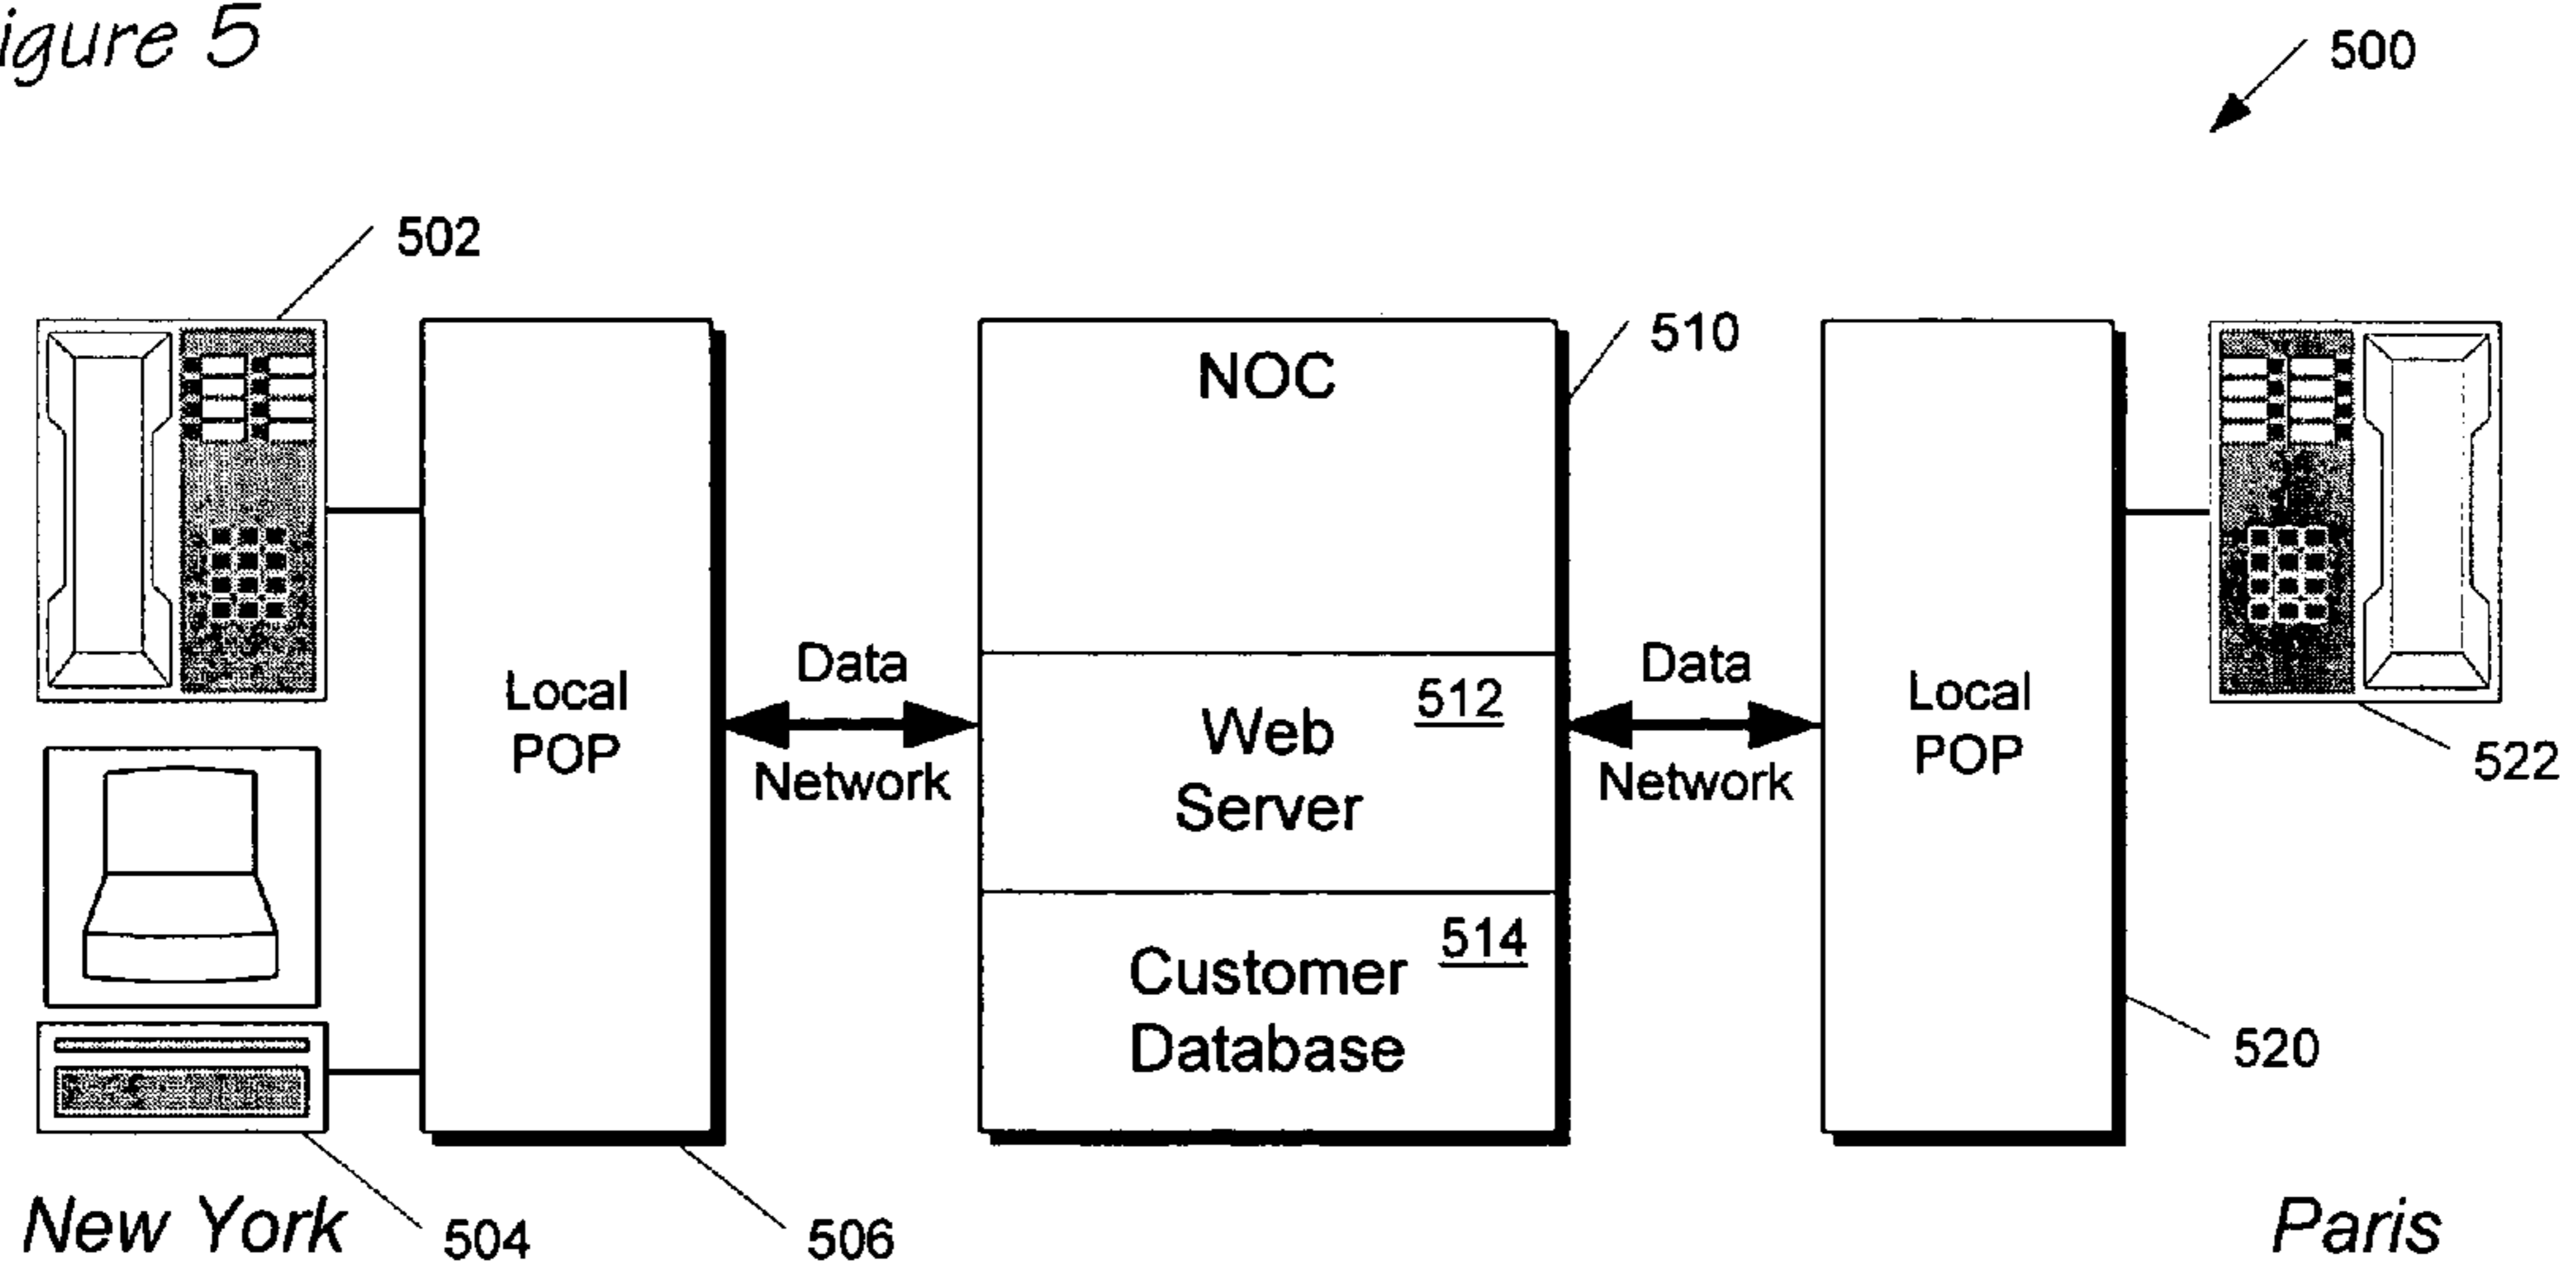 igure 5
500
502
510
NOC
Local
POP
Data
Network
512
Web
Server
Data
Network
Local
POP
522
514
Customer
Database
520
New York
504
506
Paris